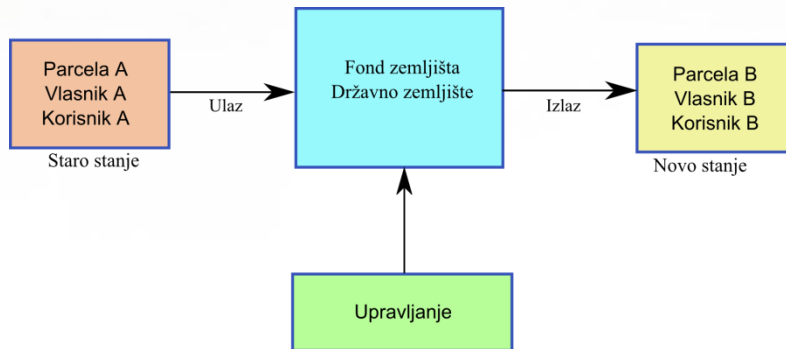 Parcela A
Vlasnik A
Korisnik A
Staro stanje
Ulaz
Fond zemljišta
Državno zemljište
Izlaz
Parcela B
Vlasnik B
Korisnik B
Novo stanje
Upravljanje